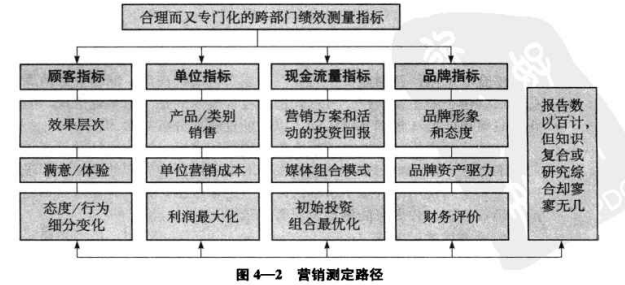 合理而又专门化的跨部门绩效测量指标
顾客指标
单位指标
现金流量指标
品牌指标
效果层次
产品/类别
销售
营销方案和活
动的投资回报
品牌形象
和态度
满意/体验
单位营销成本
媒体组合模式
品牌资产驱力
态度/行为
细分变化
利润最大化
初始投资
组合最优化
财务评价
报告数
以百计，
但知识
复合或
研究综
合却寥
寥无几
图4—2 营销测定路径